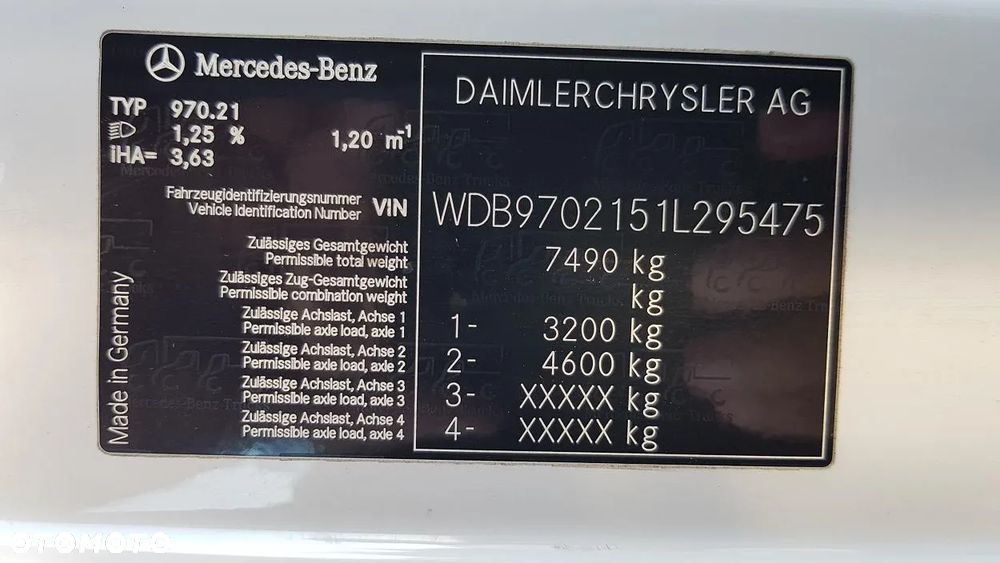 Mercedes-Benz
TYP 970.21
1,25 % 1,20 m⁻¹
iHA= 3,63
DAIMLERCHRYSLER AG
Fahrzeugidentifizierungsnummer
Vehicle Identification Number VIN WDB9702151L295475
Zulässiges Gesamtgewicht
Permissible total weight 7490 kg
Zulässiges Zug-Gesamtgewicht
Permissible combination weight kg
Zulässige Achslast, Achse 1
Permissible axle load, axle 1 1- 3200 kg
Zulässige Achslast, Achse 2
Permissible axle load, axle 2 2- 4600 kg
Zulässige Achslast, Achse 3
Permissible axle load, axle 3 3- XXXXX kg
Zulässige Achslast, Achse 4
Permissible axle load, axle 4 4- XXXXX kg
Made in Germany
OTOMOTO